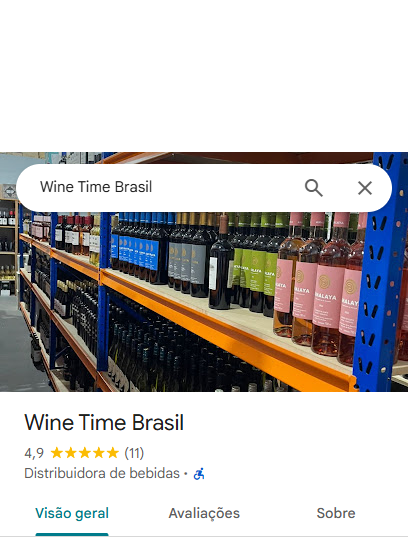 Wine Time Brasil
MALAYA
MALAYA
Wine Time Brasil
4,9 (11)
Distribuidora de bebidas ·
Visão geral
Avaliações
Sobre